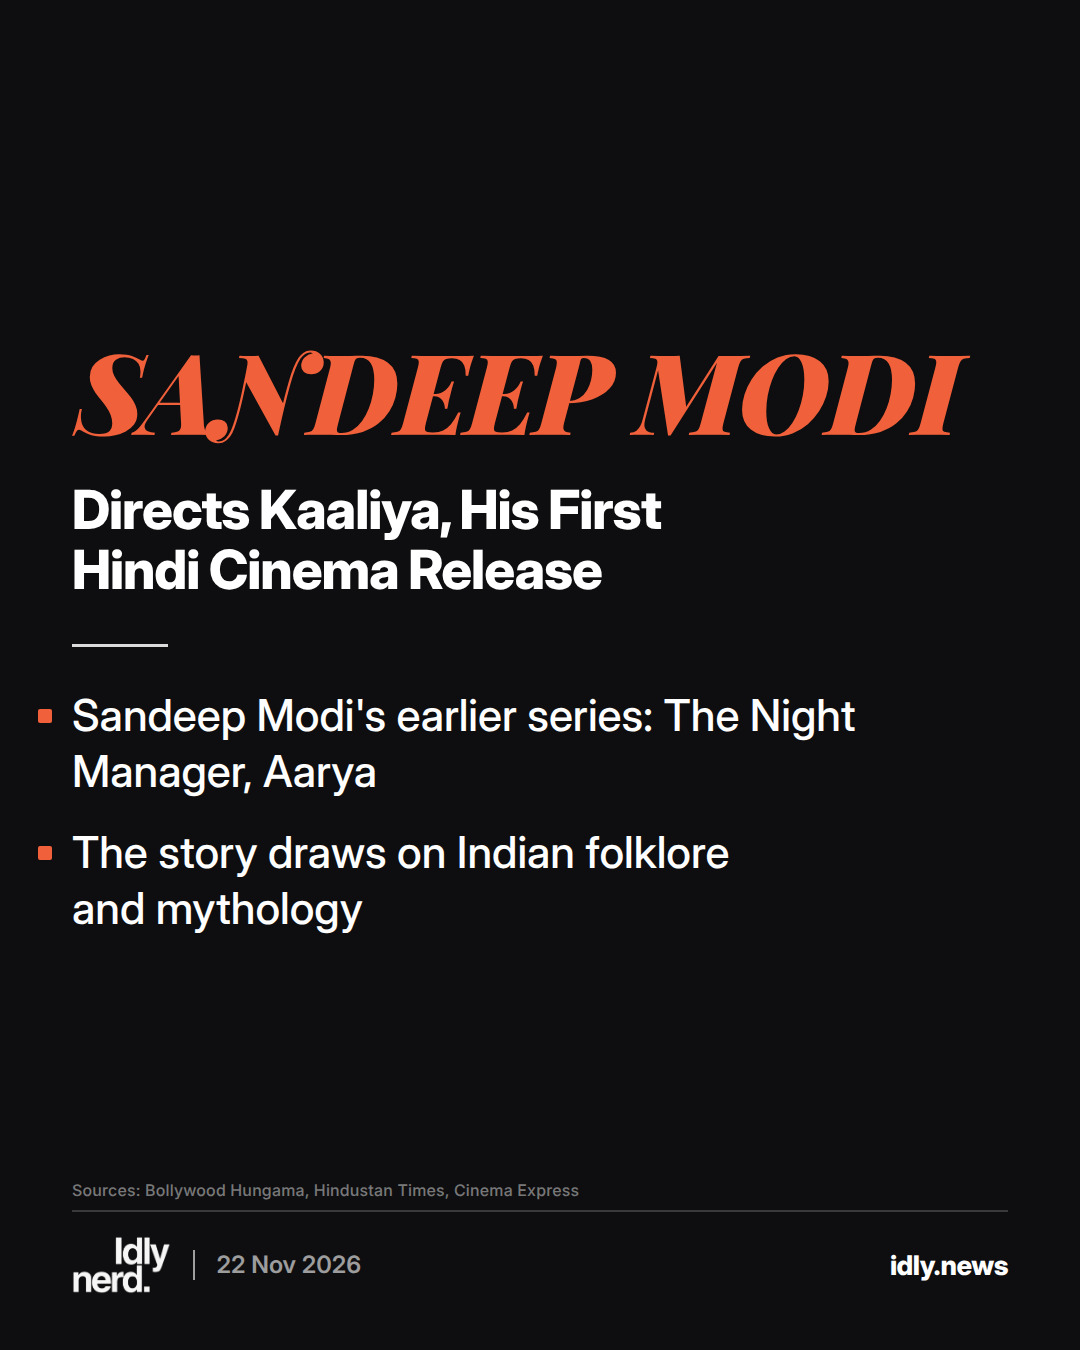 SANDEEP MODI
Directs Kaaliya, His First
Hindi Cinema Release
Sandeep Modi's earlier series: The Night
Manager, Aarya
The story draws on Indian folklore
and mythology
Sources: Bollywood Hungama, Hindustan Times, Cinema Express
Idly
nerd.
22 Nov 2026
idly.news